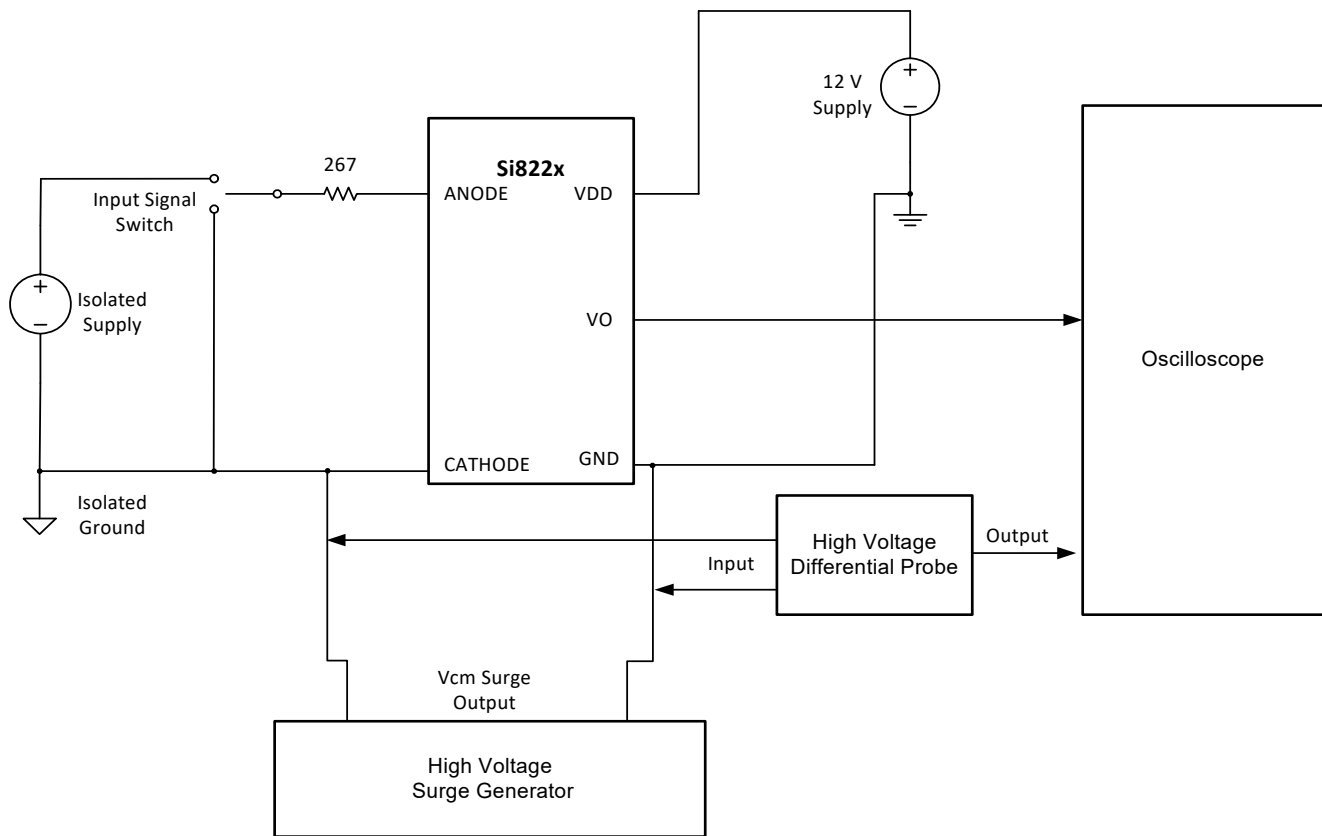 12 V
Supply
+
−
Si822x
267
ANODE
VDD
Input Signal
Switch
+
−
Isolated
Supply
VO
Oscilloscope
CATHODE
GND
Isolated
Ground
High Voltage
Differential Probe
Input
Output
Vcm Surge
Output
High Voltage
Surge Generator